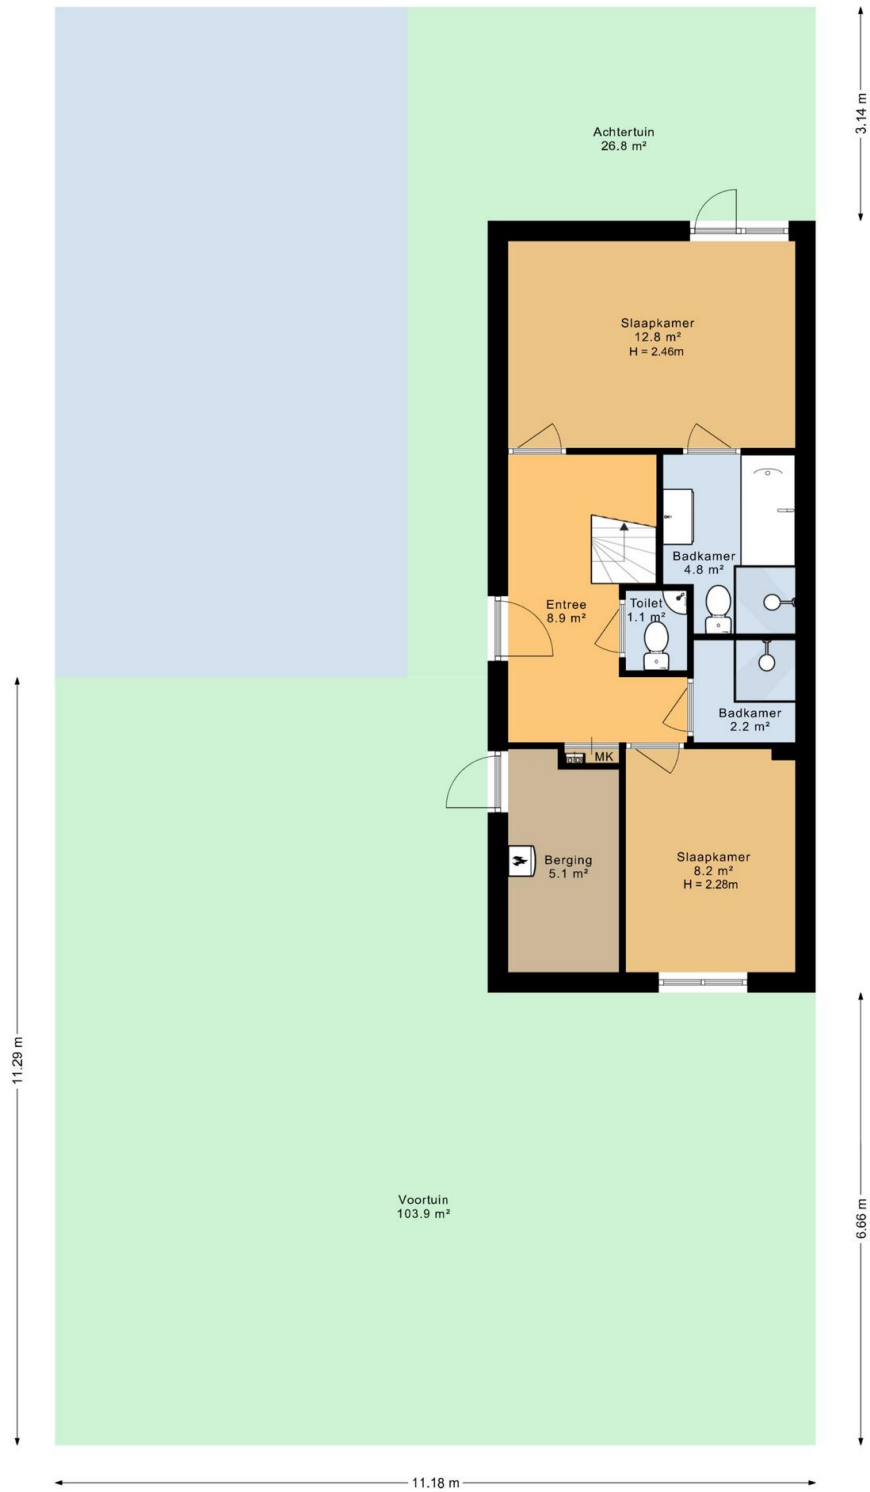 3.14 m
Achtertuin
26.8 m²
Slaapkamer
12.8 m²
H = 2.46m
Badkamer
4.8 m²
Entree
8.9 m²
Toilet
1.1 m²
Badkamer
2.2 m²
MK
Berging
5.1 m²
Slaapkamer
8.2 m²
H = 2.28m
11.29 m
Voortuin
103.9 m²
6.66 m
11.18 m